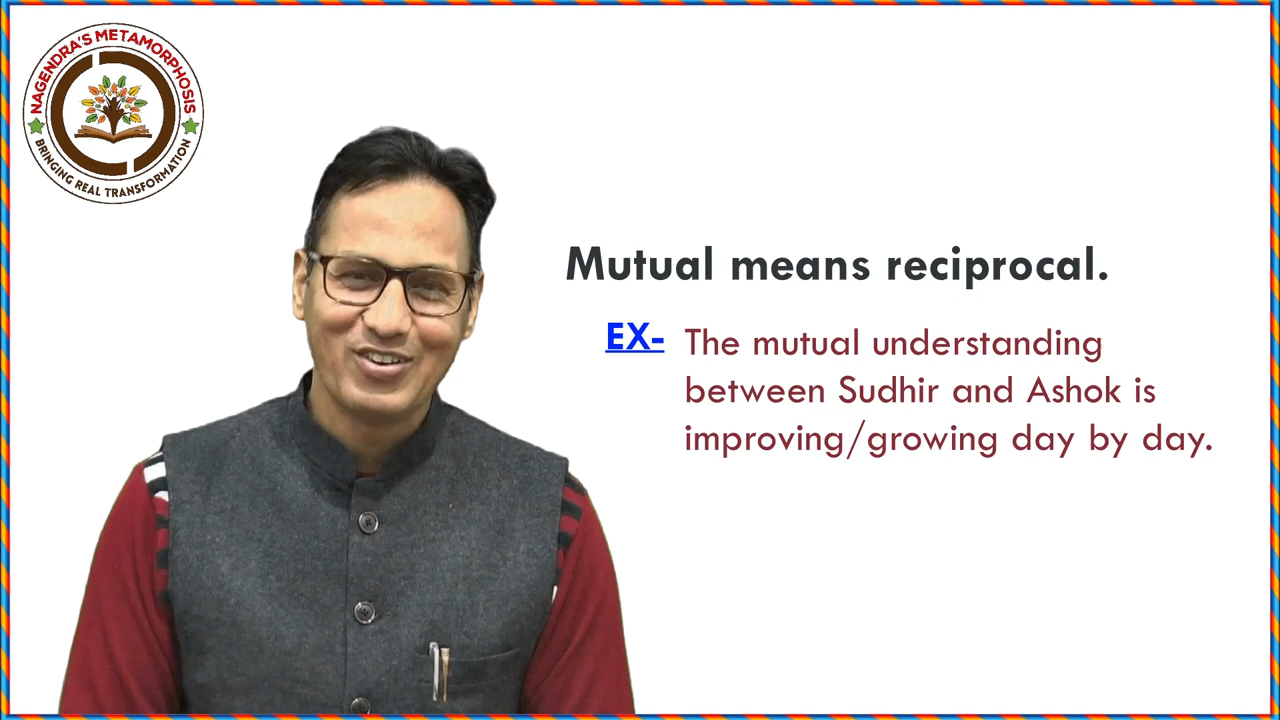 NAGENDRA'S METAMORPHOSIS
BRINGING REAL TRANSFORMATION
Mutual means reciprocal.
EX- The mutual understanding
between Sudhir and Ashok is
improving/growing day by day.